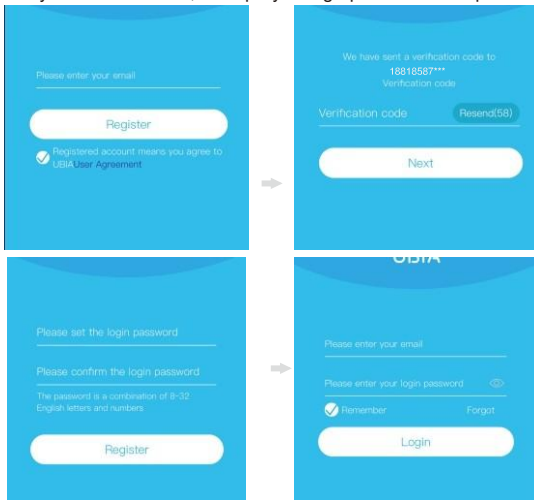 Please enter your email
Register
Registered account means you agree to
UBIAUser Agreement
We have sent a verification code to
18818587***
Verification code
Verification code
Resend(58)
Next
Please set the login password
Please confirm the login password
The password is a combination of 8-32
English letters and numbers
Register
UBIA
Please enter your email
Please enter your login password
Remember
Forgot
Login